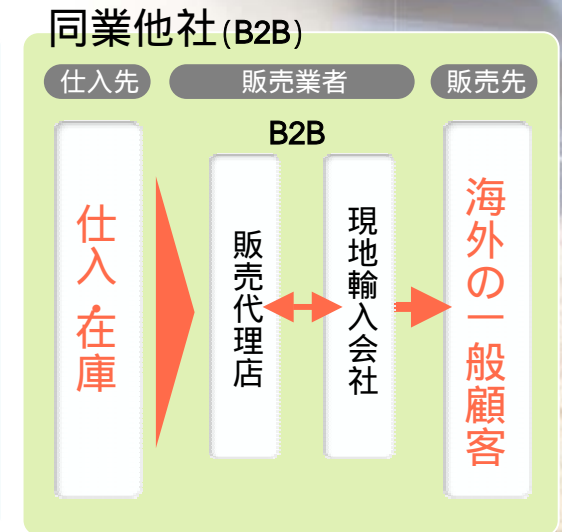 同業他社(B2B)
仕入先
販売業者
販売先
B2B
仕入・在庫
販売代理店
現地輸入会社
海外の一般顧客